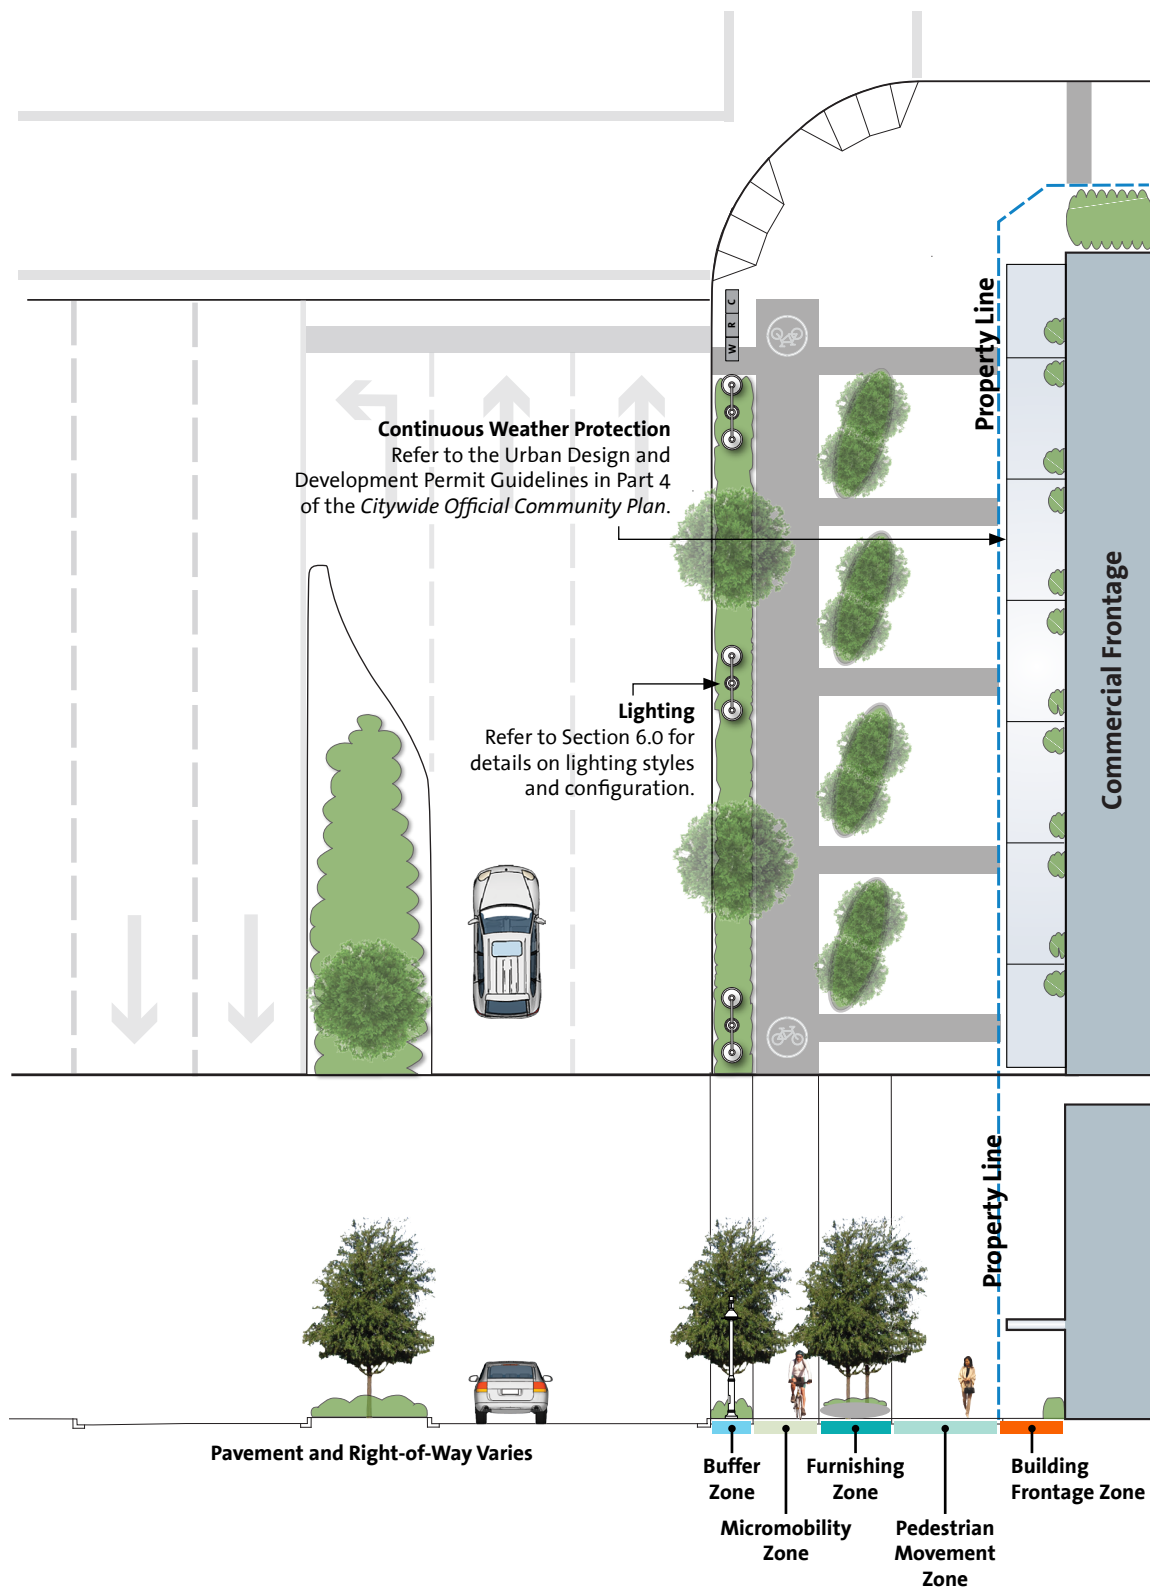 C
R
W
Property Line
Continuous Weather Protection
Refer to the Urban Design and
Development Permit Guidelines in Part 4
of the Citywide Official Community Plan.
Commercial Frontage
Lighting
Refer to Section 6.0 for
details on lighting styles
and configuration.
Property Line
Pavement and Right-of-Way Varies
Buffer
Zone
Micromobility
Zone
Furnishing
Zone
Pedestrian
Movement
Zone
Building
Frontage Zone